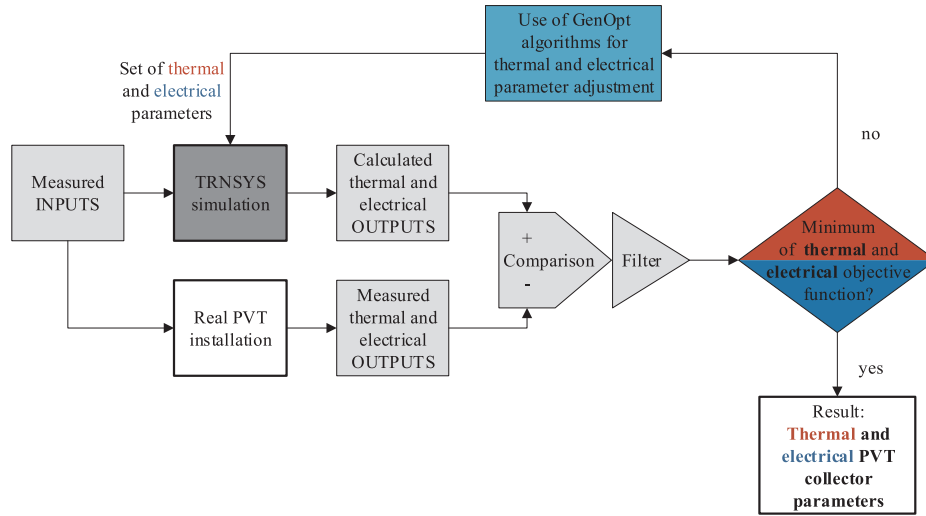 Use of GenOpt
algorithms for
thermal and electrical
parameter adjustment
Set of thermal
and electrical
parameters
no
Measured
INPUTS
TRNSYS
simulation
Calculated
thermal and
electrical
OUTPUTS
+
Comparison
-
Filter
Minimum
of thermal and
electrical objective
function?
Real PVT
installation
Measured
thermal and
electrical
OUTPUTS
yes
Result:
Thermal and
electrical PVT
collector
parameters